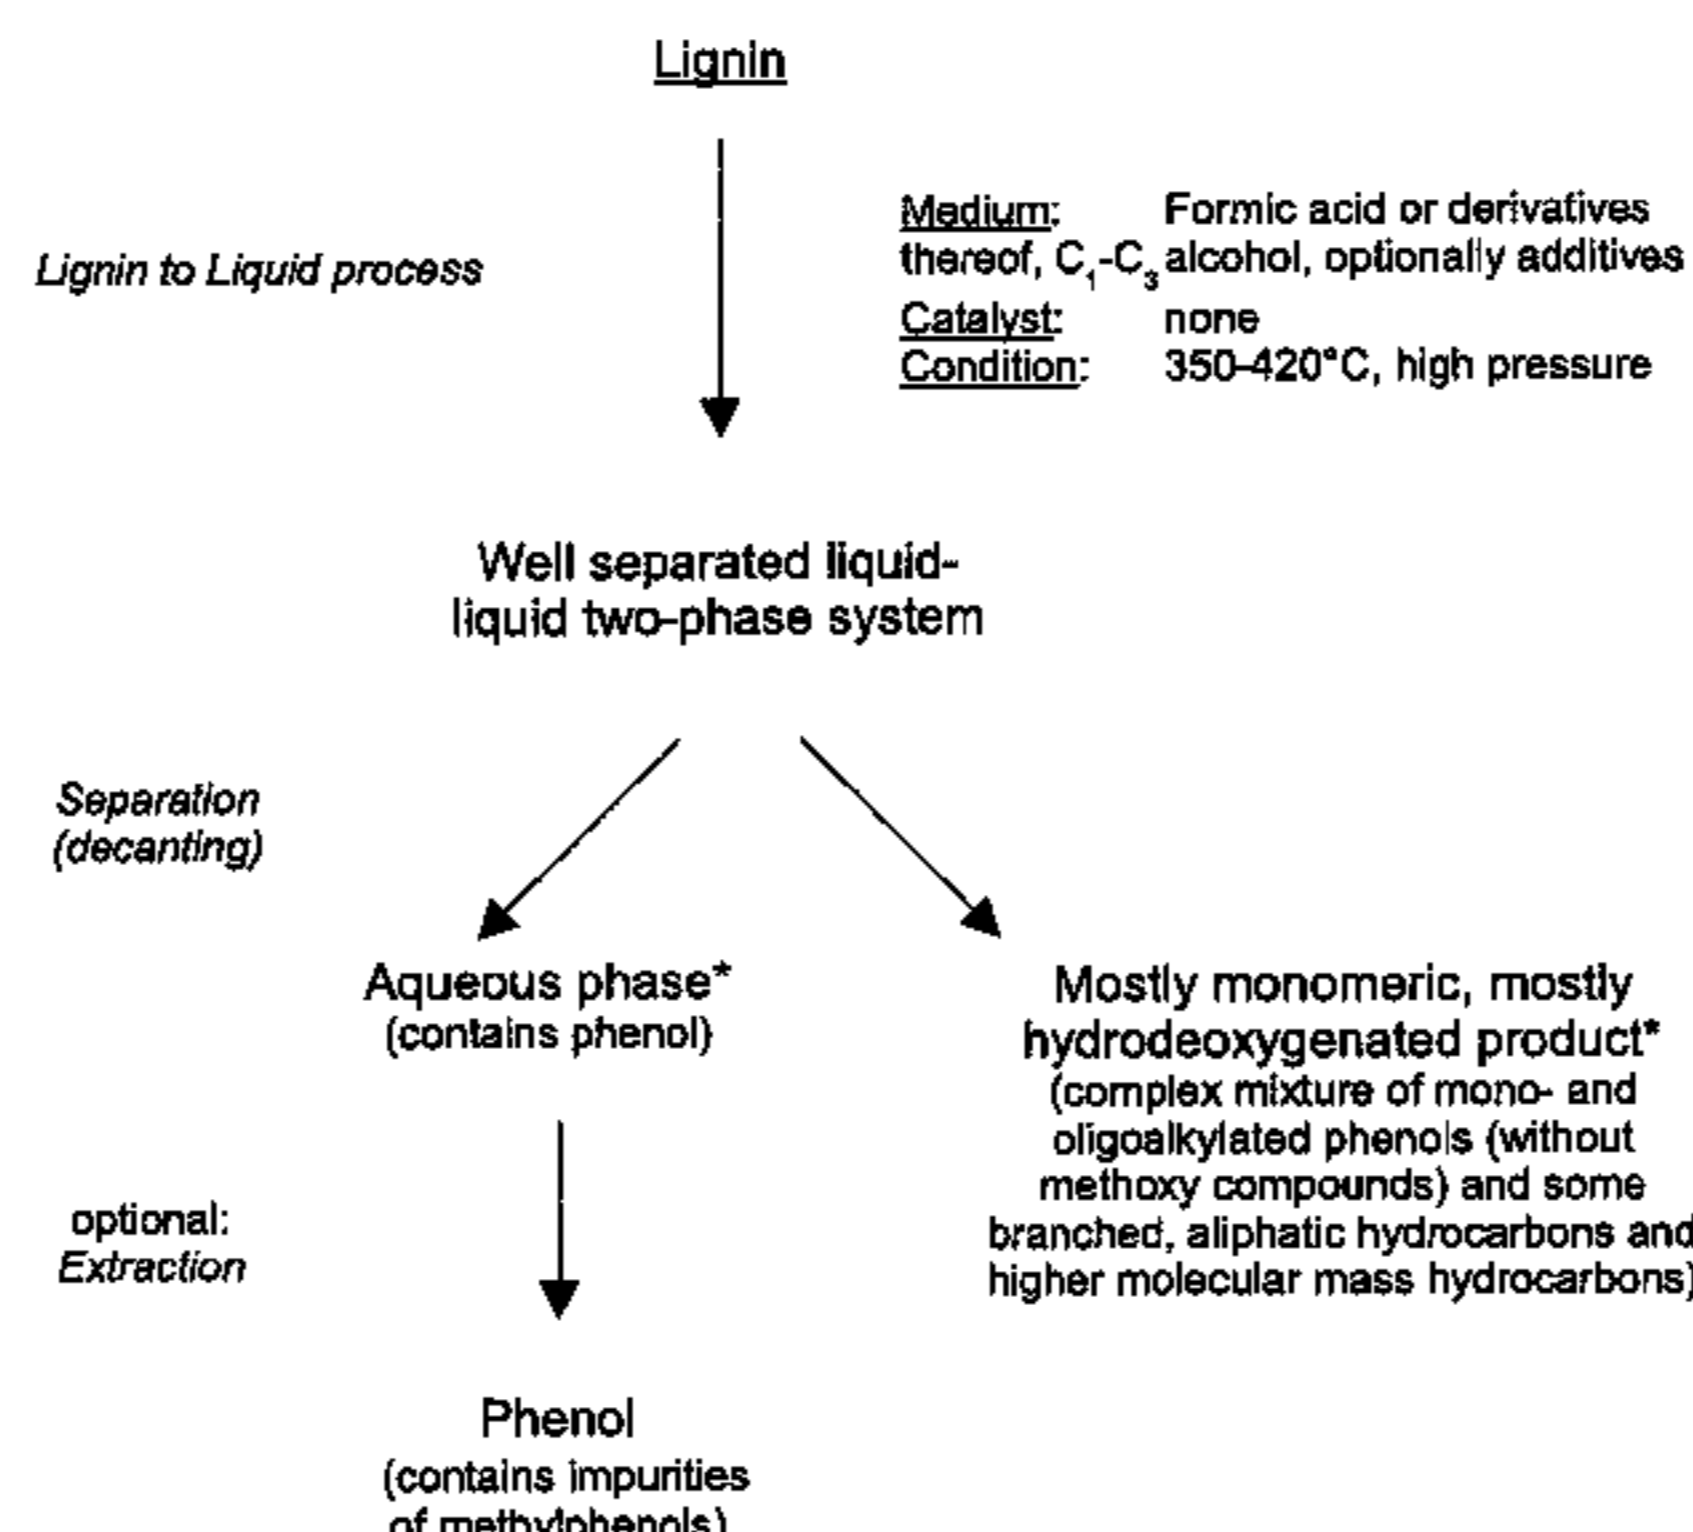 Lignin
Lignin to Liquid process
Medium: Formic acid or derivatives
thereof, C₁-C₃ alcohol, optionally additives
Catalyst: none
Condition: 350-420°C, high pressure
Well separated liquid-
liquid two-phase system
Separation
(decanting)
Aqueous phase*
(contains phenol)
Mostly monomeric, mostly
hydrodeoxygenated product*
(complex mixture of mono- and
oligoalkylated phenols (without
methoxy compounds) and some
branched, aliphatic hydrocarbons and
higher molecular mass hydrocarbons)
optional:
Extraction
Phenol
(contains impurities
of methylphenols)